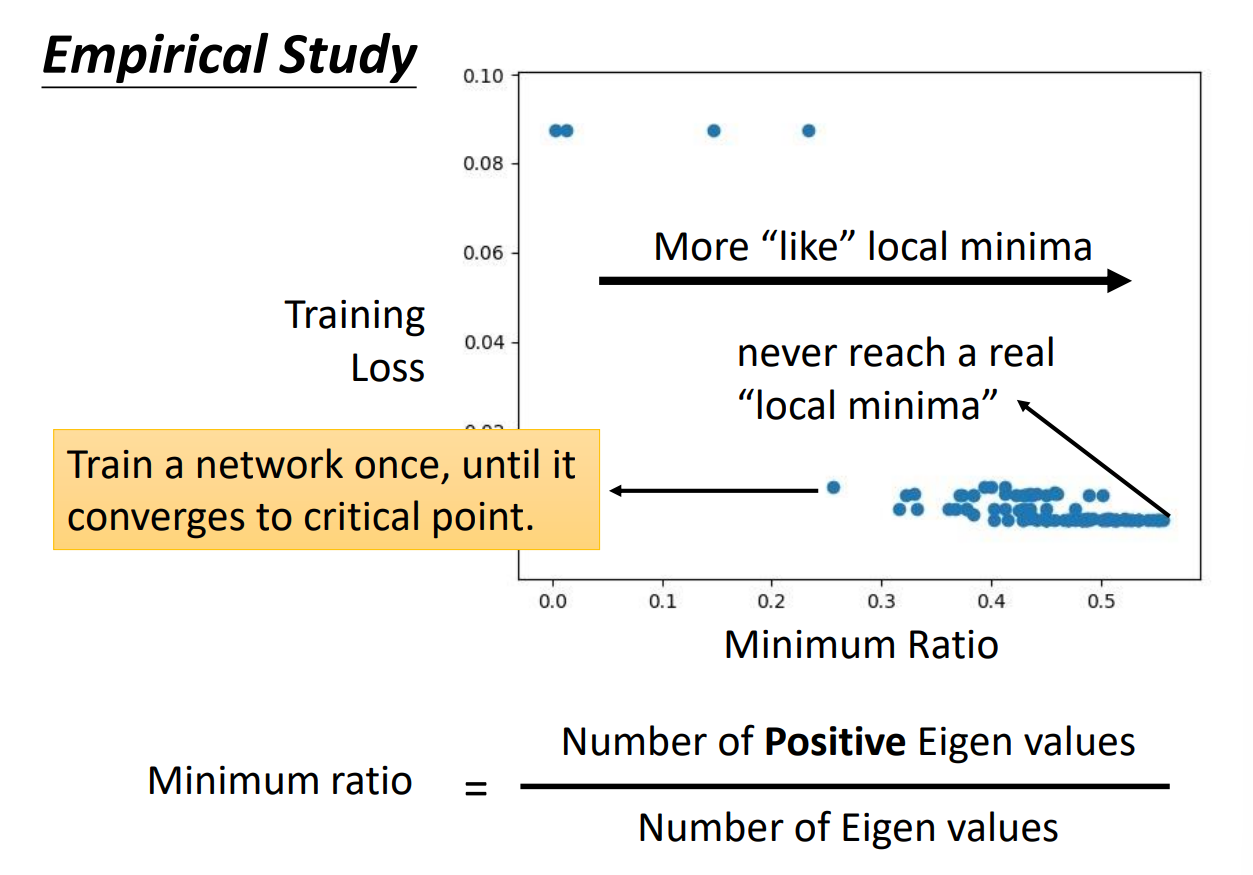 Empirical Study
0.10
0.08
0.06
0.04
More “like” local minima
Training
Loss
never reach a real
“local minima”
Train a network once, until it
converges to critical point.
0.0 0.1 0.2 0.3 0.4 0.5
Minimum Ratio
Minimum ratio = Number of Positive Eigen values
Number of Eigen values